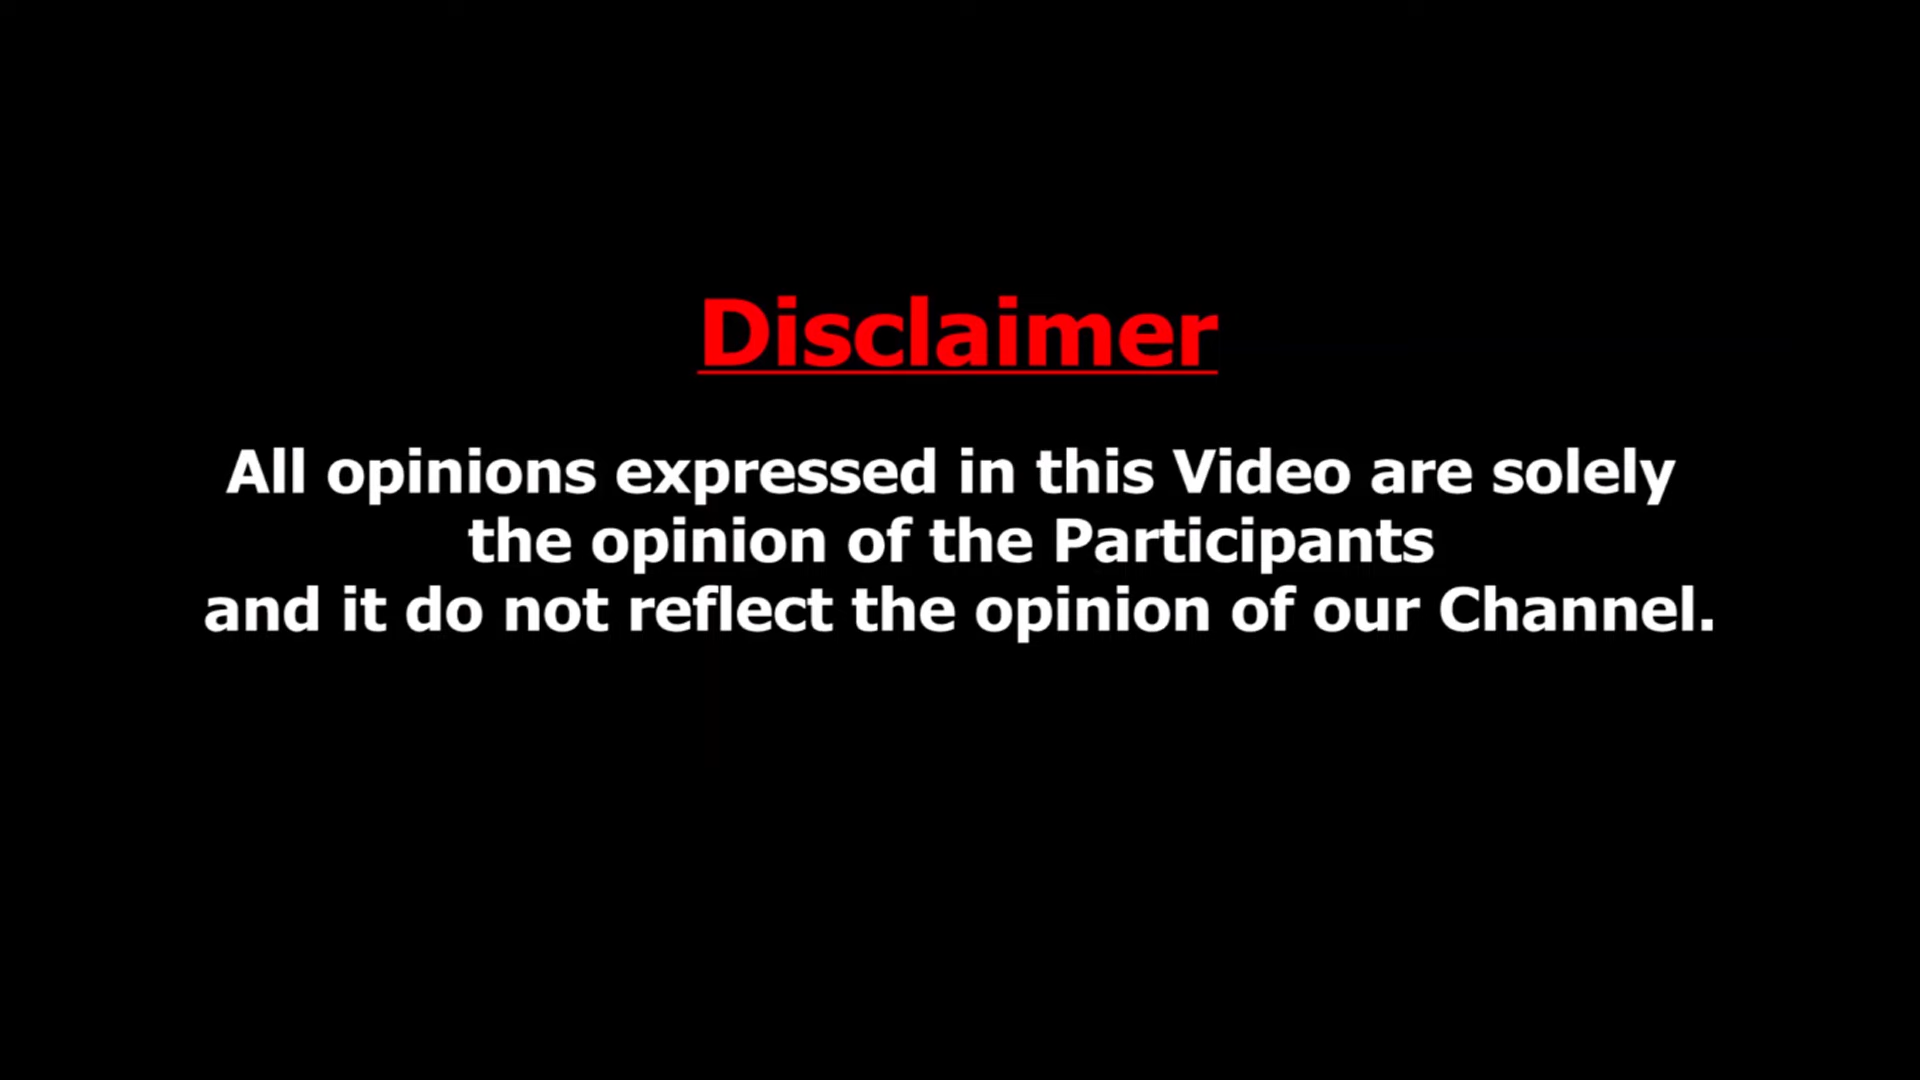 Disclaimer
All opinions expressed in this Video are solely
the opinion of the Participants
and it do not reflect the opinion of our Channel.